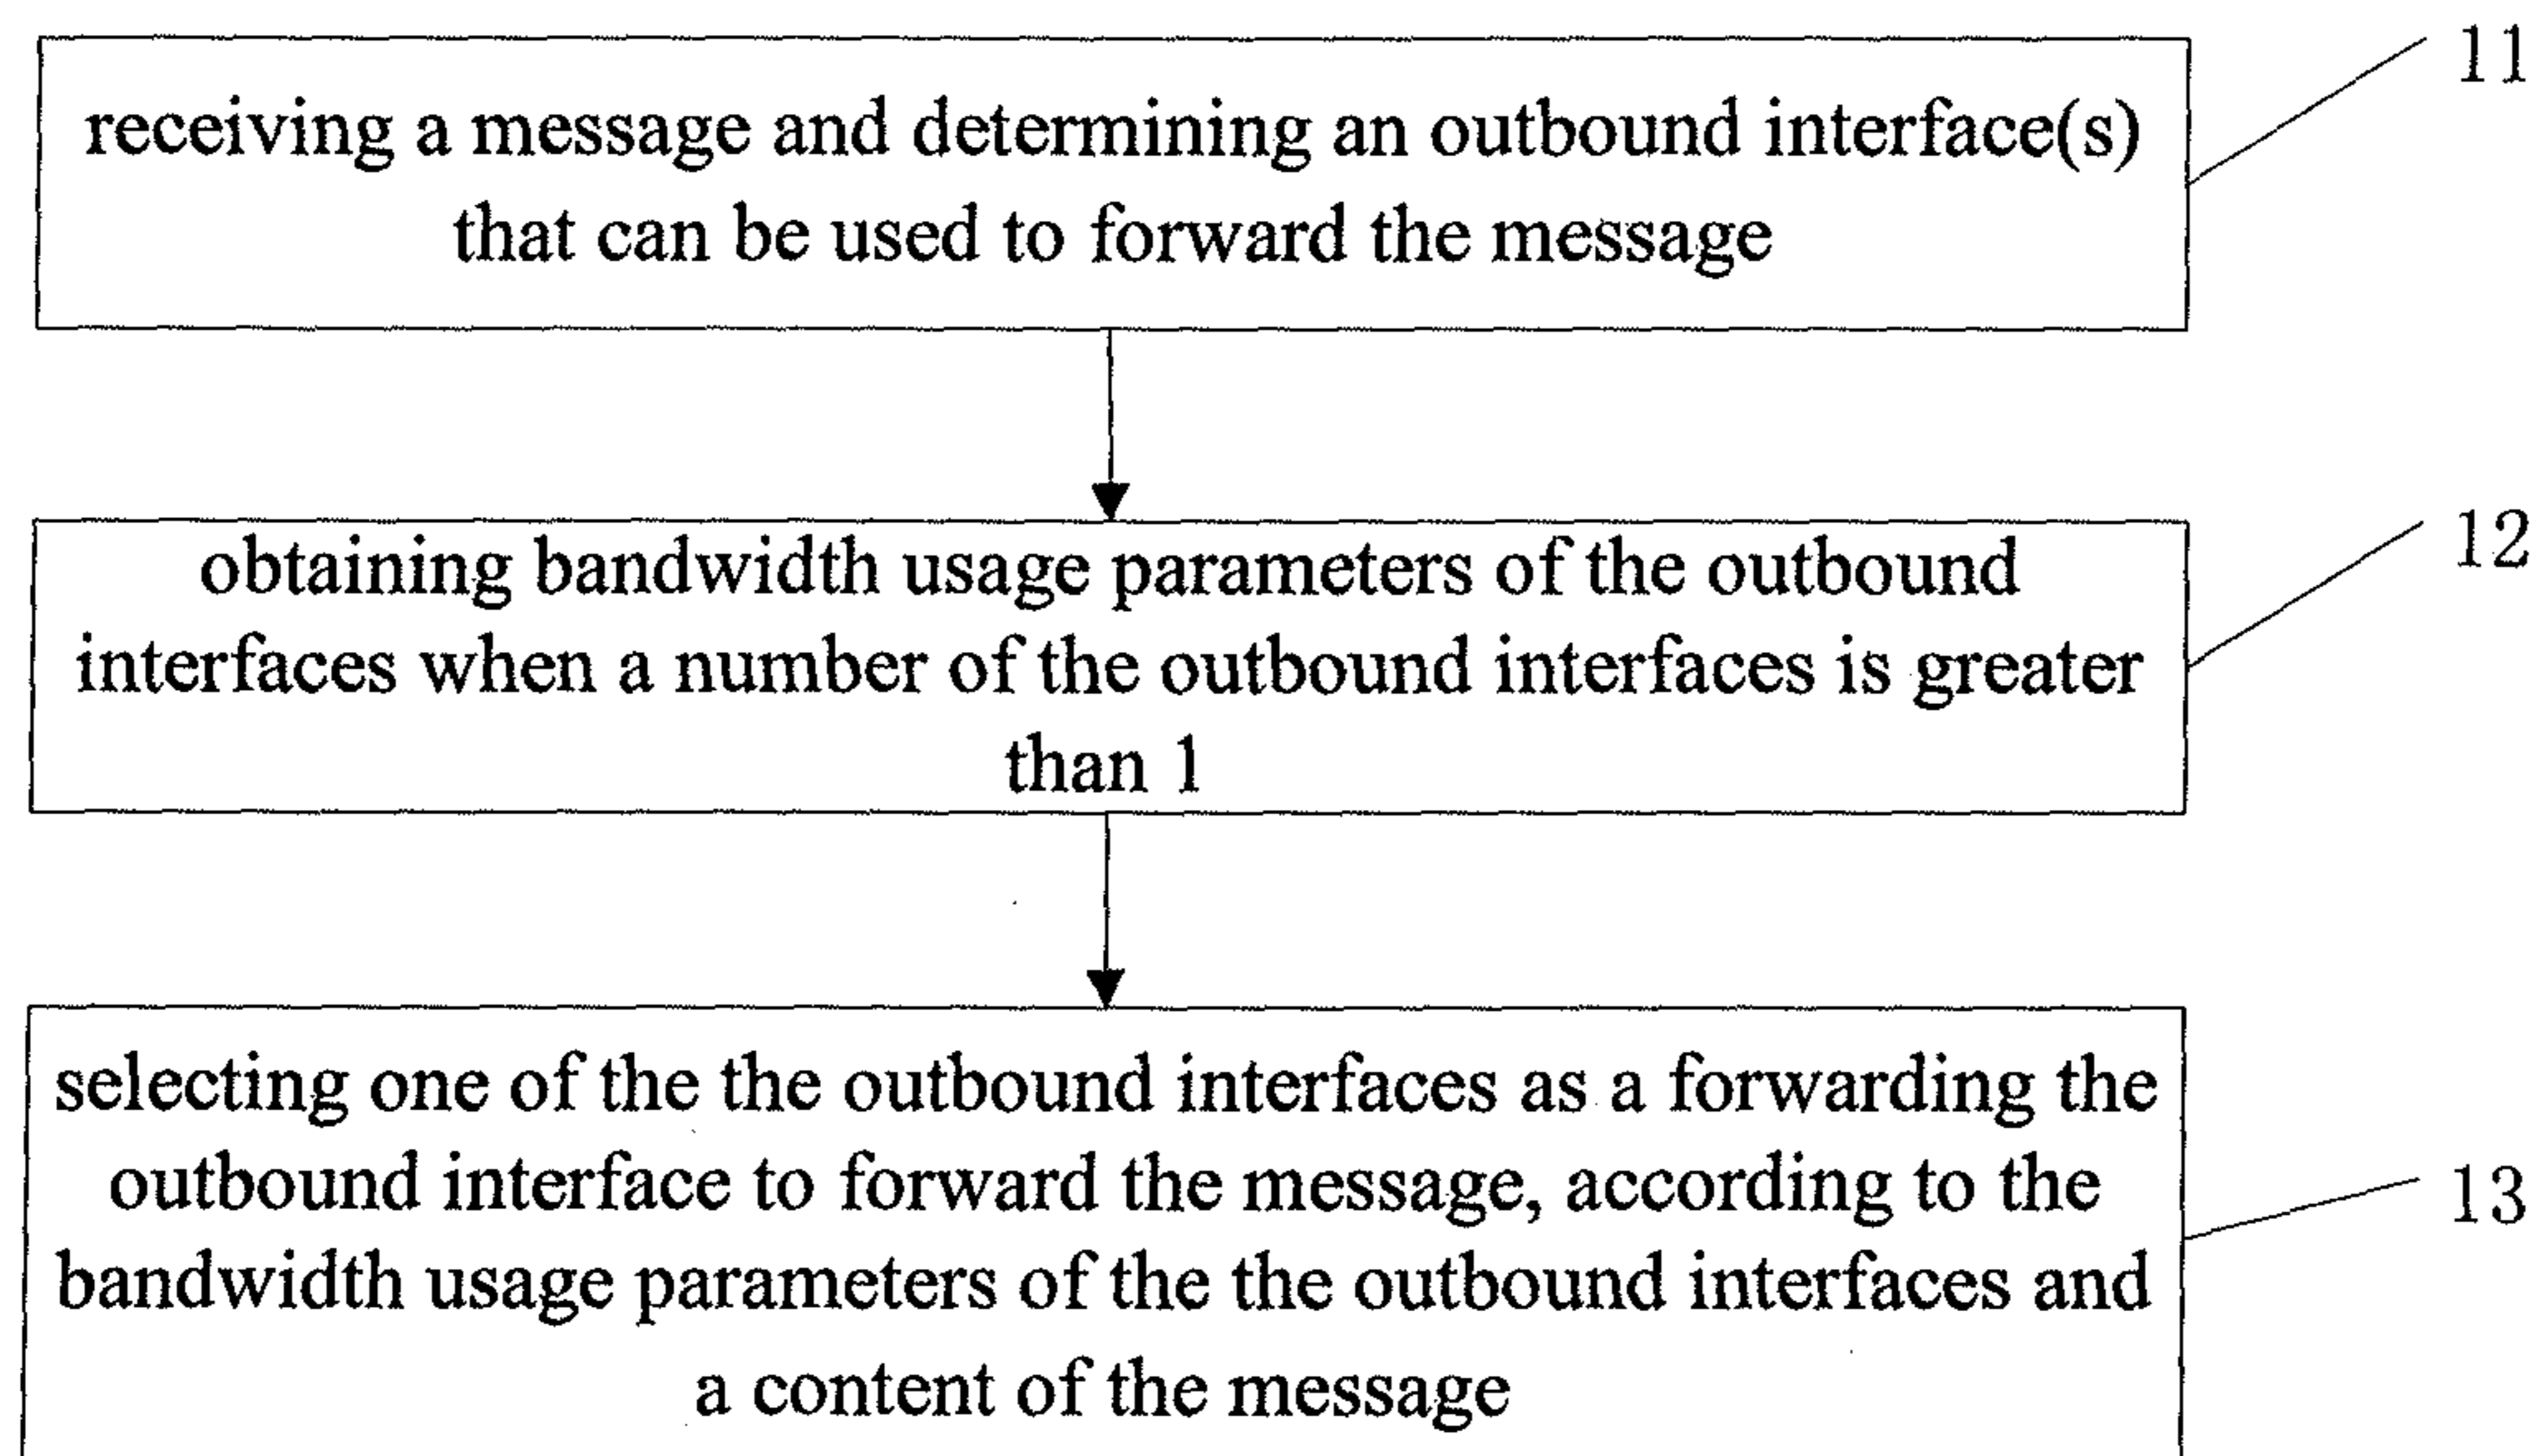 receiving a message and determining an outbound interface(s)
that can be used to forward the message
11
obtaining bandwidth usage parameters of the outbound
interfaces when a number of the outbound interfaces is greater
than 1
12
selecting one of the the outbound interfaces as a forwarding the
outbound interface to forward the message, according to the
bandwidth usage parameters of the the outbound interfaces and
a content of the message
13